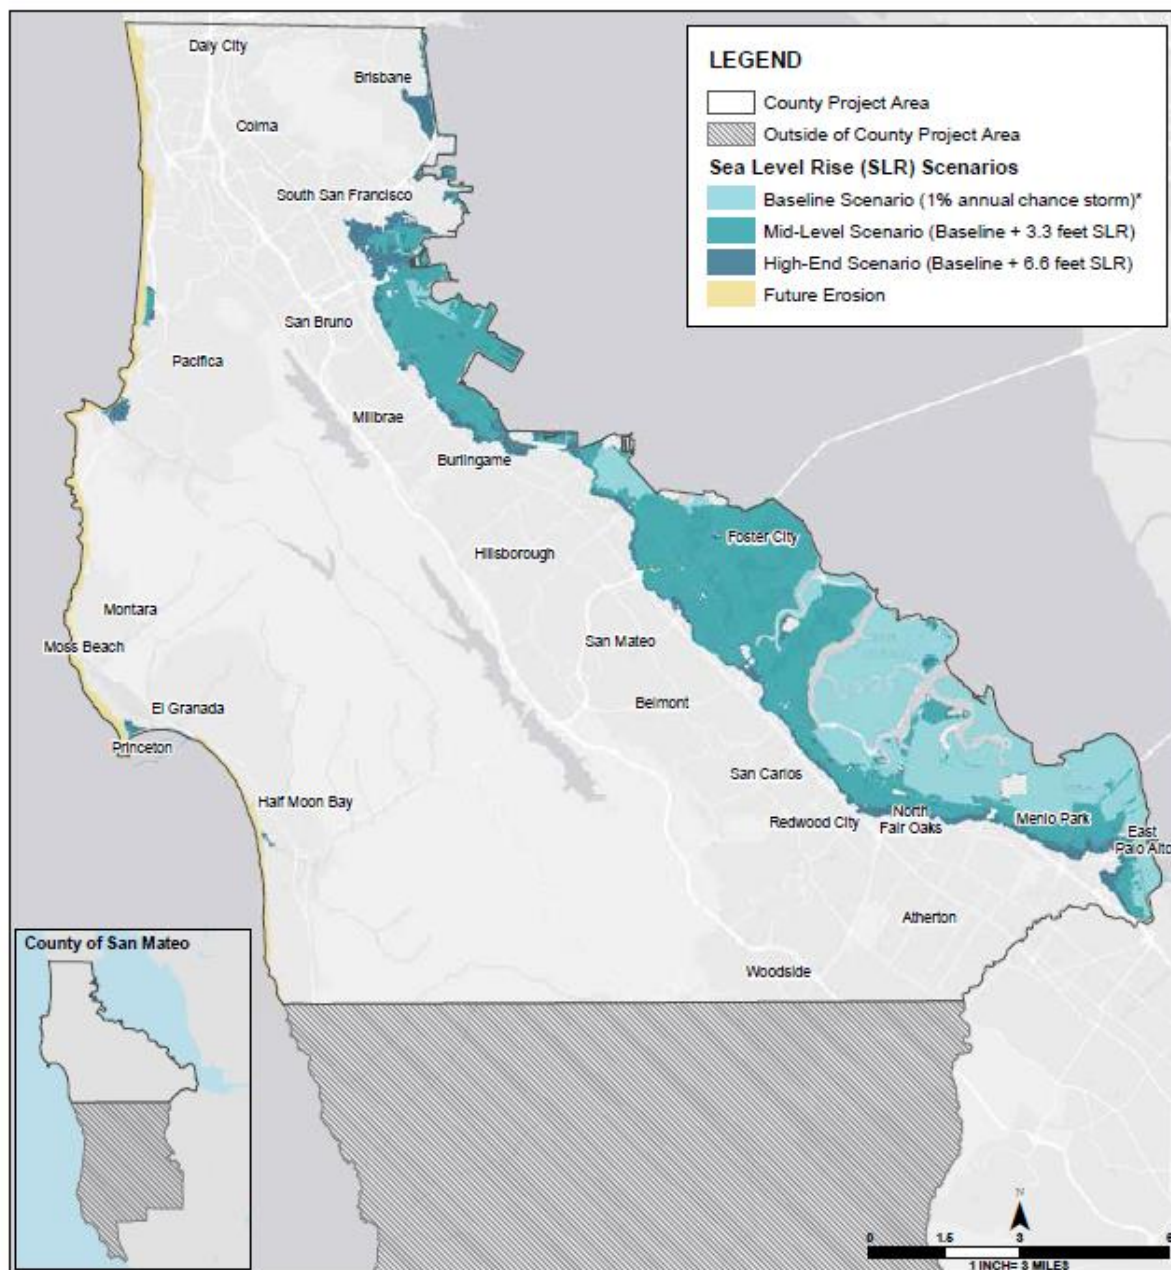 LEGEND
County Project Area
Outside of County Project Area
Sea Level Rise (SLR) Scenarios
Baseline Scenario (1% annual chance storm)*
Mid-Level Scenario (Baseline + 3.3 feet SLR)
High-End Scenario (Baseline + 6.6 feet SLR)
Future Erosion
Daly City
Brisbane
Colma
South San Francisco
San Bruno
Pacifica
Millbrae
Burlingame
Foster City
Hillsborough
Montara
San Mateo
Moss Beach
Belmont
El Granada
Princeton
San Carlos
Half Moon Bay
Redwood City
North
Fair Oaks
Menlo Park
East
Palo Alto
Atherton
Woodside
County of San Mateo
N
0 1.5 3 6
1 INCH= 3 MILES